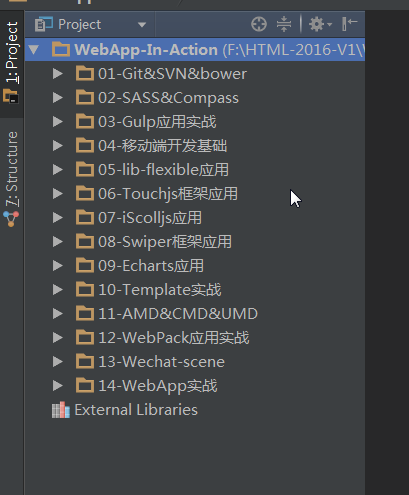 1: Project
Z: Structure
Project
WebApp-In-Action (F:\HTML-2016-V1\
01-Git&SVN&bower
02-SASS&Compass
03-Gulp应用实战
04-移动端开发基础
05-lib-flexible应用
06-Touchjs框架应用
07-iScolljs应用
08-Swiper框架应用
09-Echarts应用
10-Template实战
11-AMD&CMD&UMD
12-WebPack应用实战
13-Wechat-scene
14-WebApp实战
External Libraries